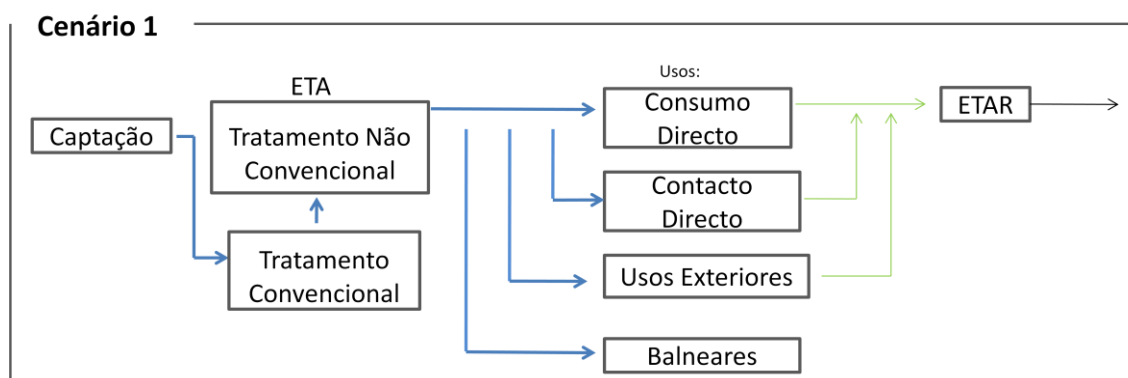 Cenário 1
ETA
Usos:
Captação
Tratamento Não
Convencional
Tratamento
Convencional
Consumo
Directo
Contacto
Directo
Usos Exteriores
Balneares
ETAR